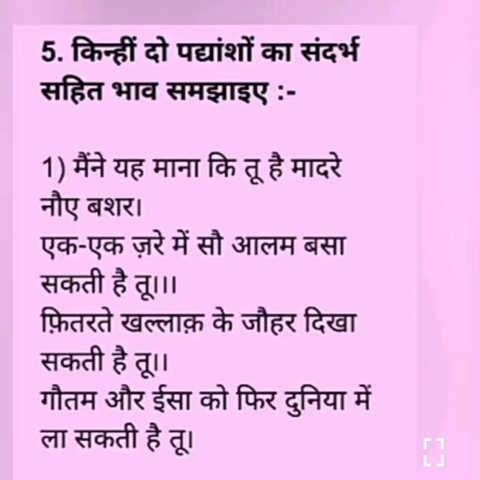 5. किन्हीं दो पद्यांशों का संदर्भ
सहित भाव समझाइए :-
1) मैंने यह माना कि तू है मादरे
नौए बशर।
एक-एक ज़रे में सौ आलम बसा
सकती है तू।।।
फ़ितरते खल्लाक़ के जौहर दिखा
सकती है तू।।
गौतम और ईसा को फिर दुनिया में
ला सकती है तू।